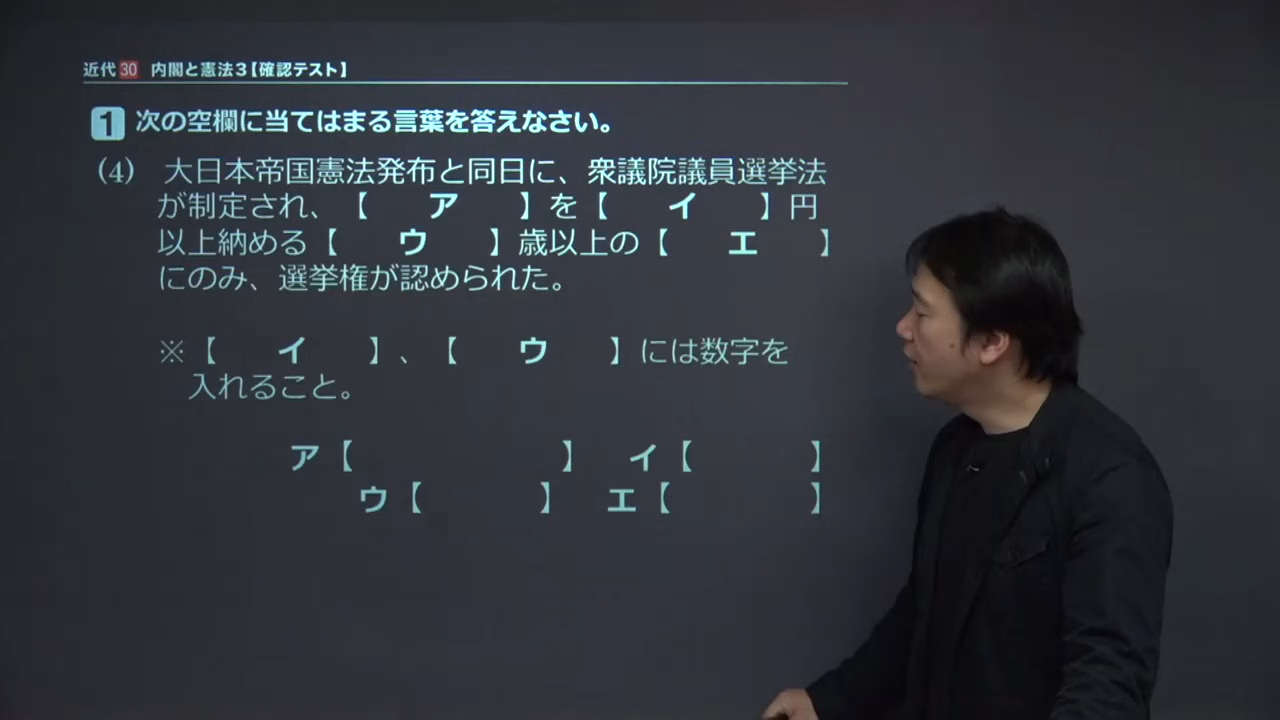 近代30 内閣と憲法3【確認テスト】
1 次の空欄に当てはまる言葉を答えなさい。
(4) 大日本帝国憲法発布と同日に、衆議院議員選挙法
が制定され、【 ア 】を【 イ 】円
以上納める【 ウ 】歳以上の【 エ 】
にのみ、選挙権が認められた。
※【 イ 】、【 ウ 】には数字を
入れること。
ア【 】 イ【 】
ウ【 】 エ【 】